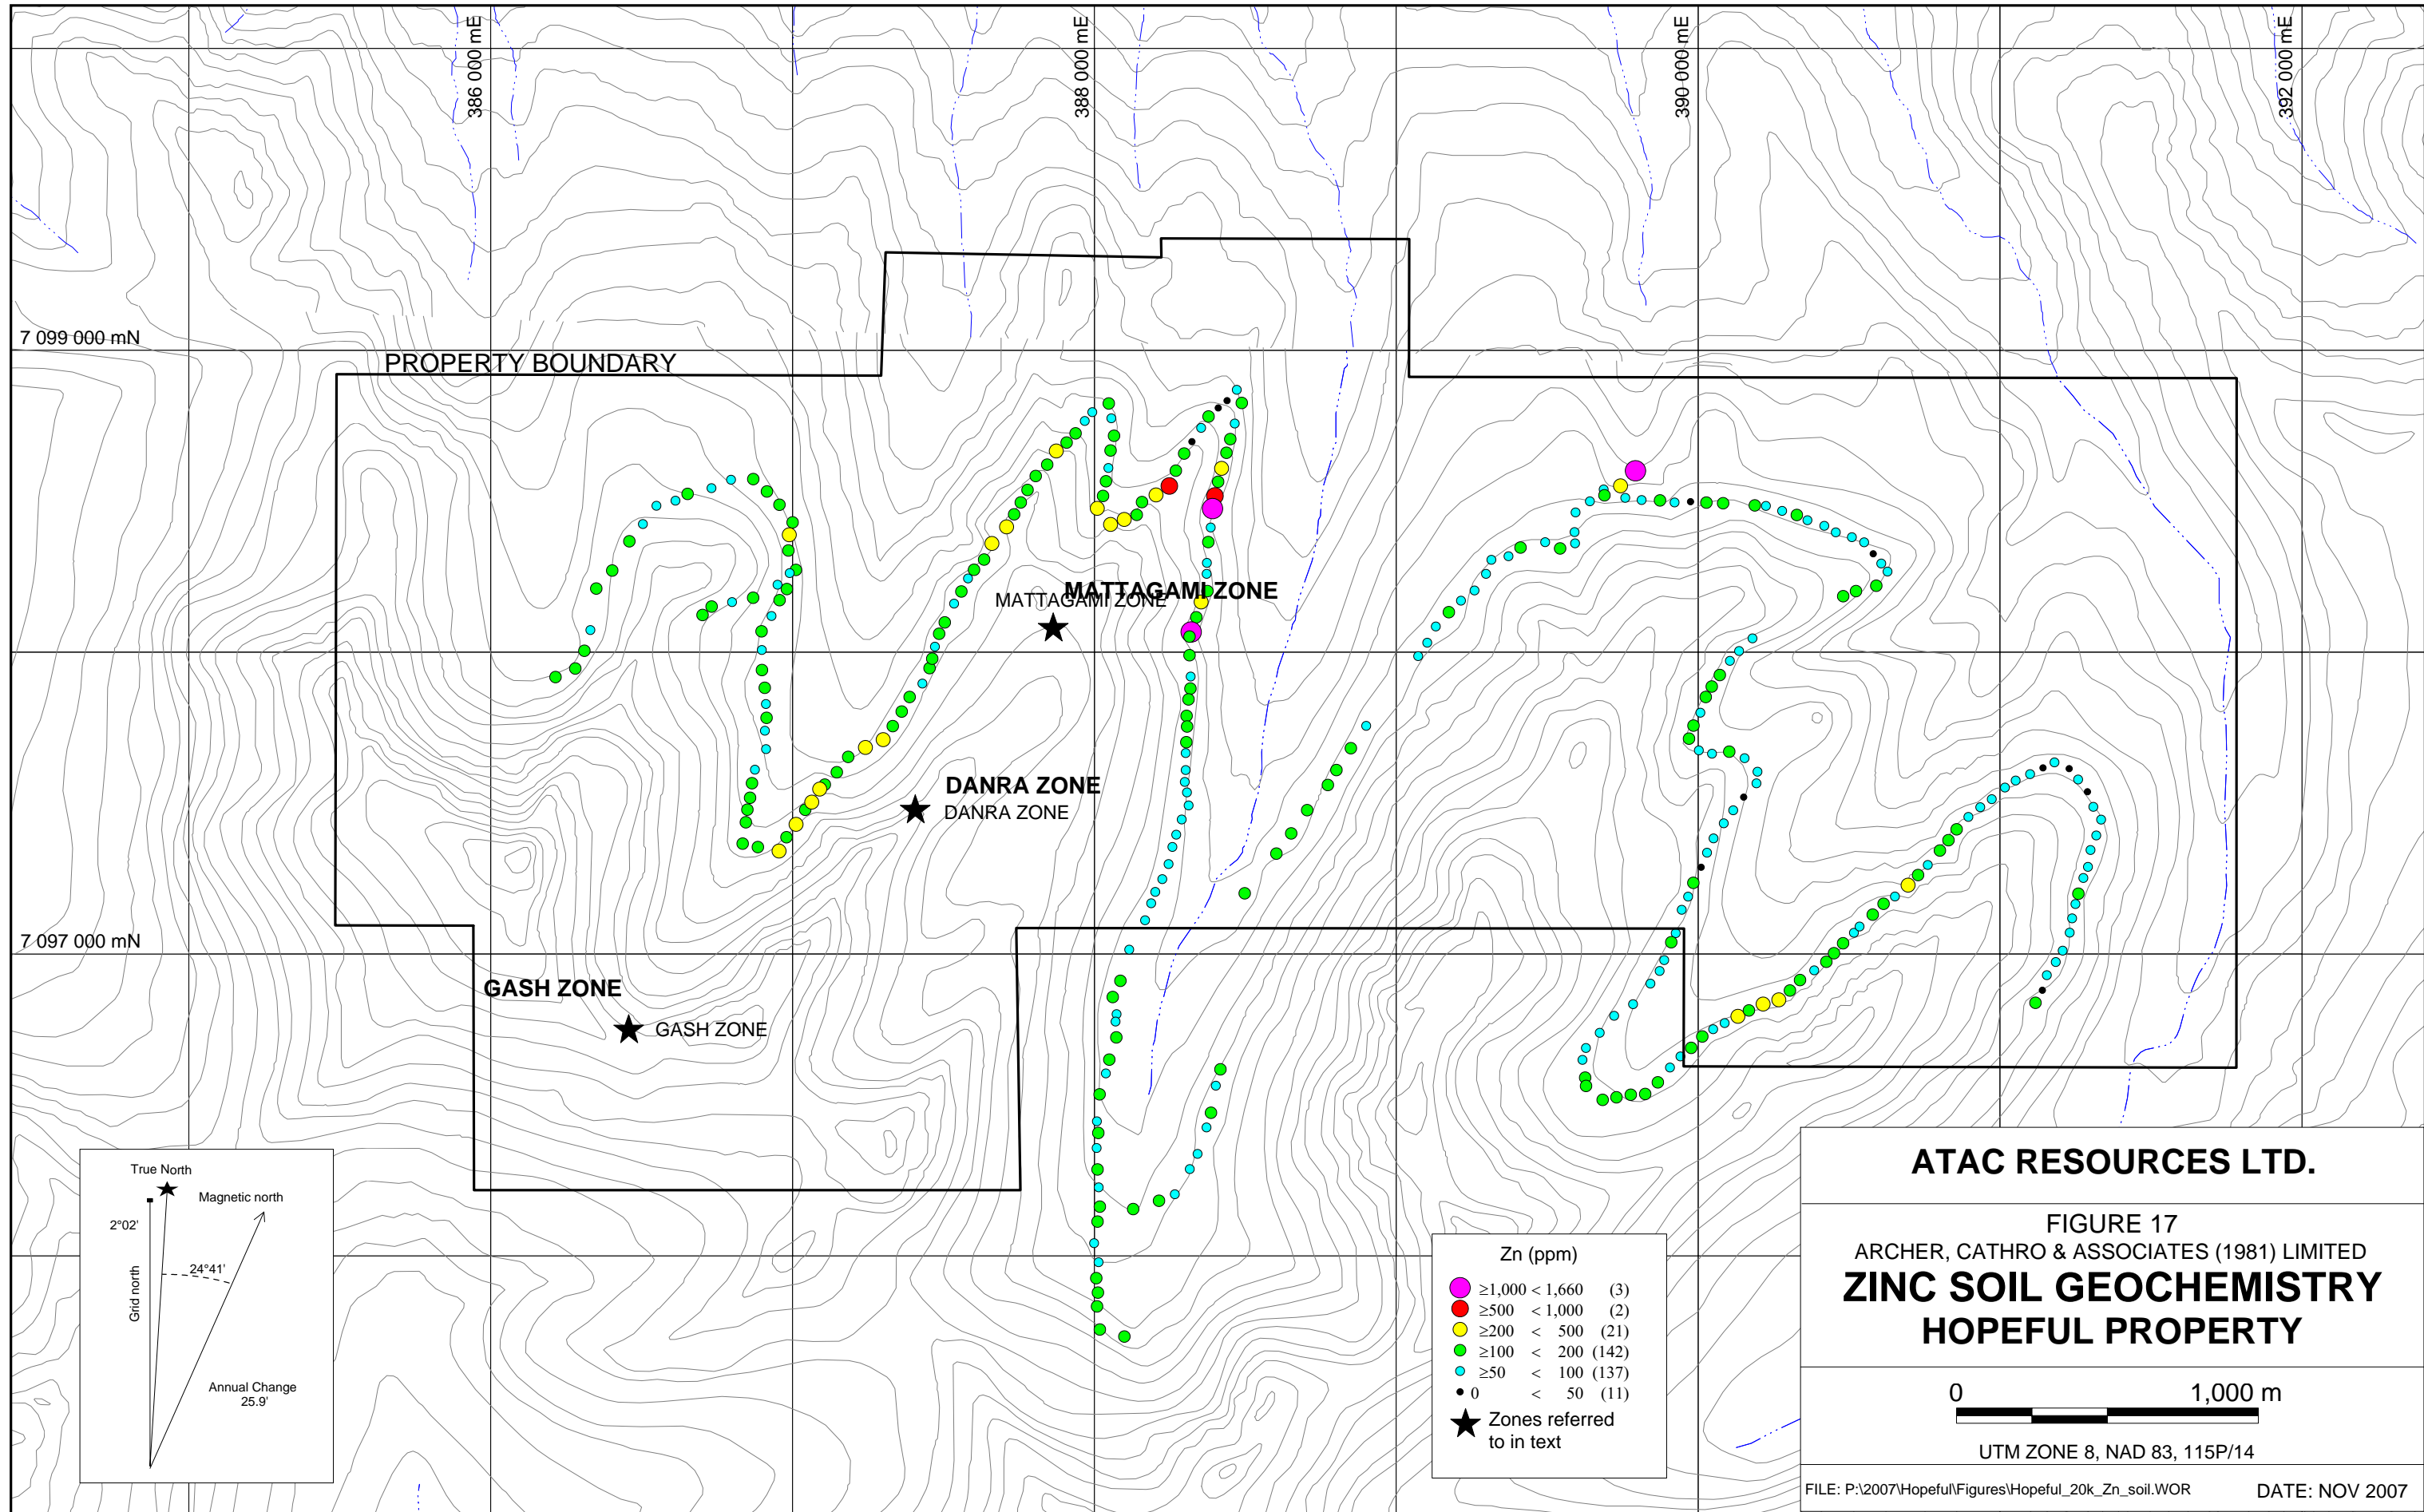 386 000 mE
388 000 mE
390 000 mE
392 000 mE
7 099 000 mN
PROPERTY BOUNDARY
MATTAGAMI ZONE
MATTAGAMI ZONE
DANRA ZONE
DANRA ZONE
7 097 000 mN
GASH ZONE
GASH ZONE
True North
Magnetic north
2°02'
24°41'
Grid north
Annual Change
25.9'
Zn (ppm)
≥1,000 < 1,660 (3)
≥500 < 1,000 (2)
≥200 < 500 (21)
≥100 < 200 (142)
≥50 < 100 (137)
0 < 50 (11)
Zones referred
to in text
ATAC RESOURCES LTD.
FIGURE 17
ARCHER, CATHRO & ASSOCIATES (1981) LIMITED
ZINC SOIL GEOCHEMISTRY
HOPEFUL PROPERTY
0 1,000 m
UTM ZONE 8, NAD 83, 115P/14
FILE: P:\2007\Hopeful\Figures\Hopeful_20k_Zn_soil.WOR DATE: NOV 2007